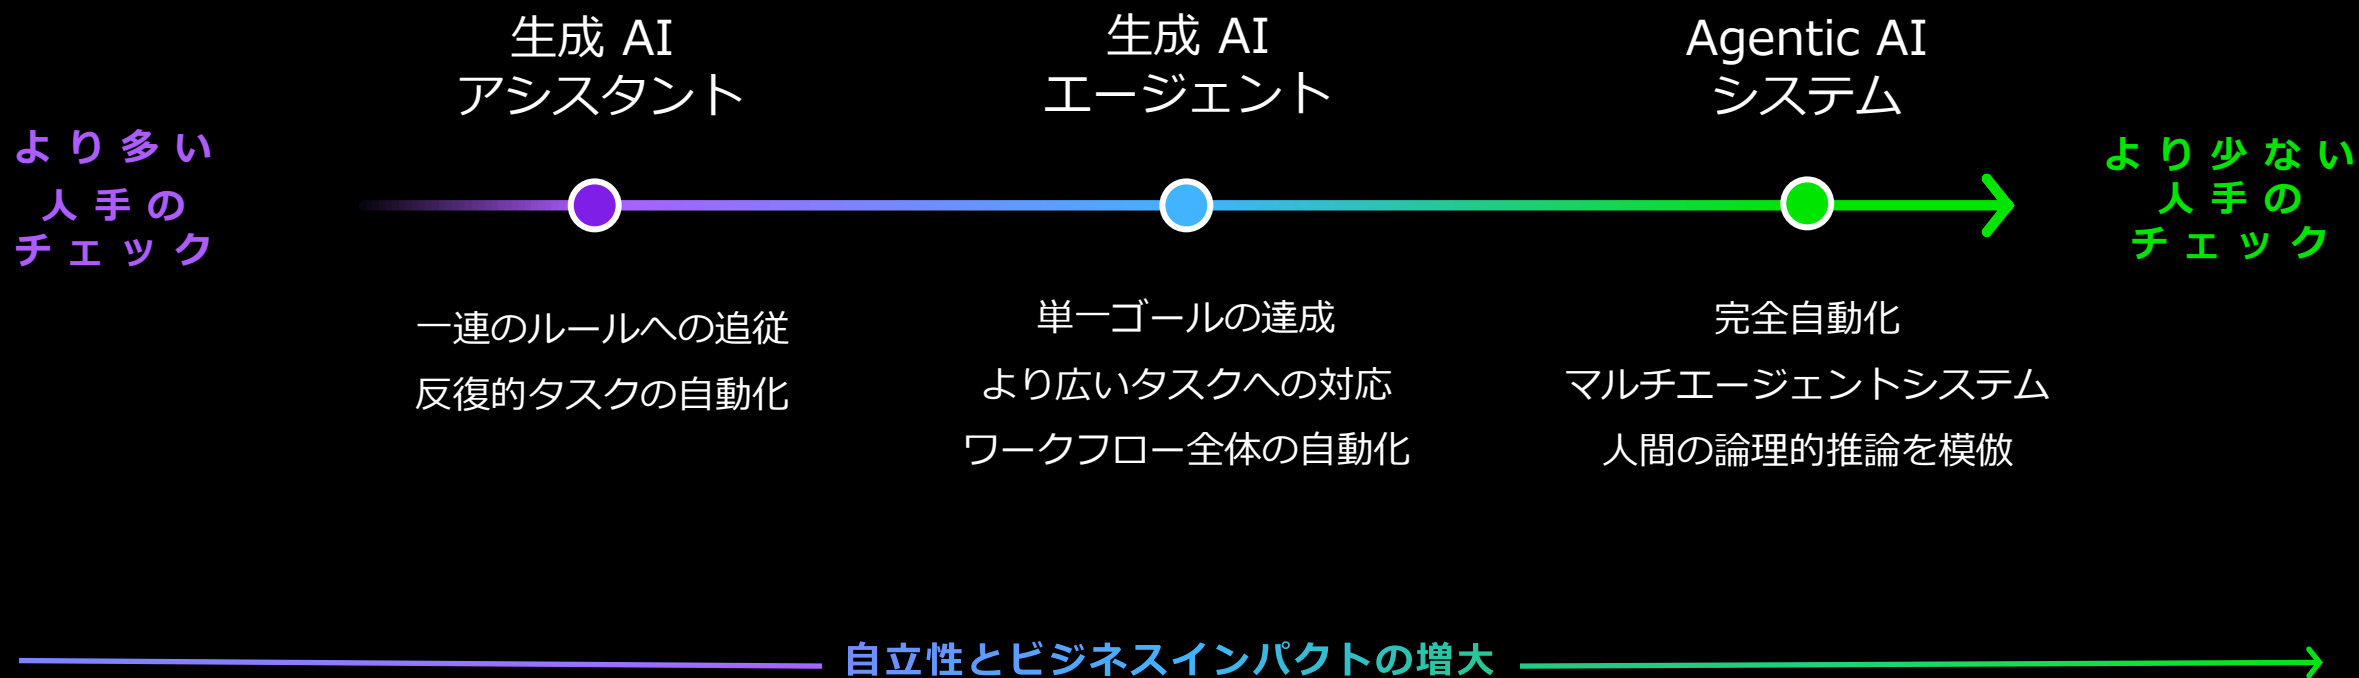 生成 AI
アシスタント
生成 AI
エージェント
Agentic AI
システム
より多い
人手の
チェック
より少ない
人手の
チェック
一連のルールへの追従
反復的タスクの自動化
単一ゴールの達成
より広いタスクへの対応
ワークフロー全体の自動化
完全自動化
マルチエージェントシステム
人間の論理的推論を模倣
自立性とビジネスインパクトの増大